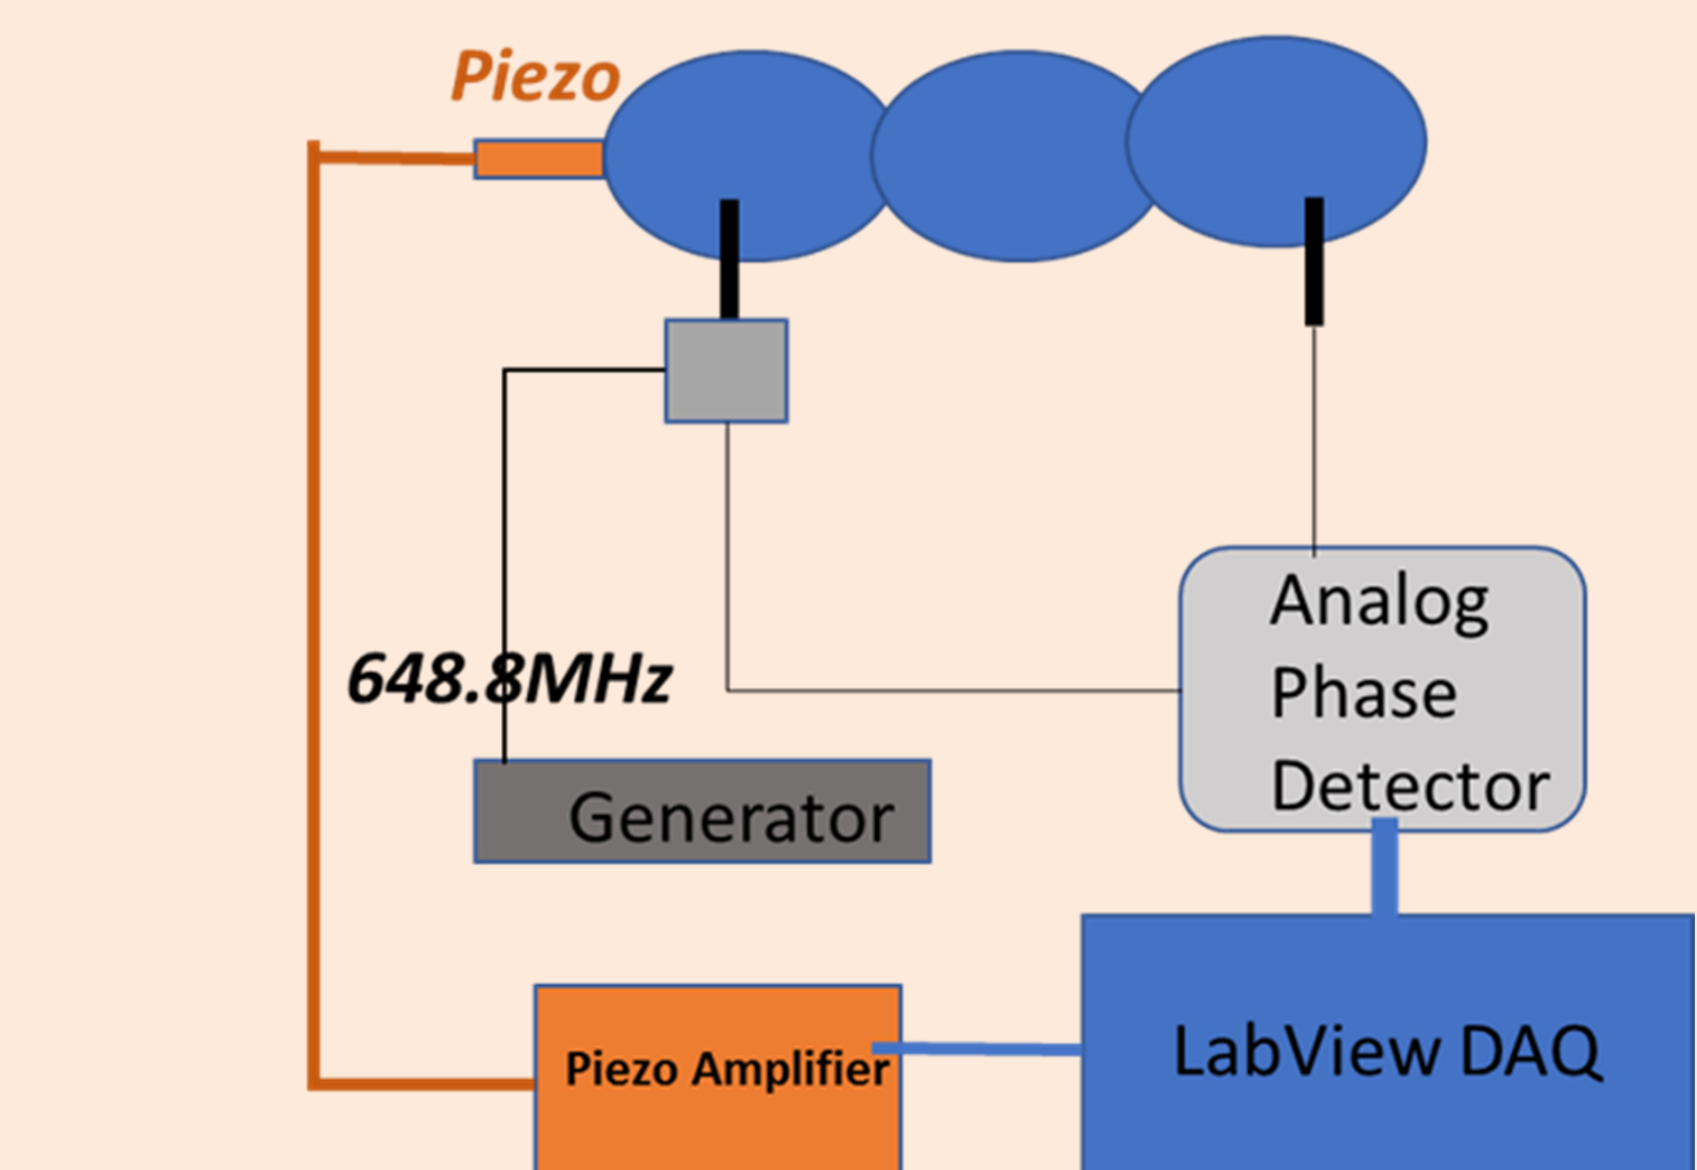 Piezo
648.8MHz
Analog
Phase
Detector
Generator
Piezo Amplifier
LabView DAQ